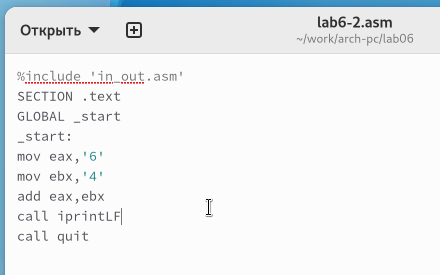 Открыть
lab6-2.asm
~/work/arch-pc/lab06
%include 'in_out.asm'
SECTION .text
GLOBAL _start
_start:
mov eax,'6'
mov ebx,'4'
add eax,ebx
call iprintLF
call quit